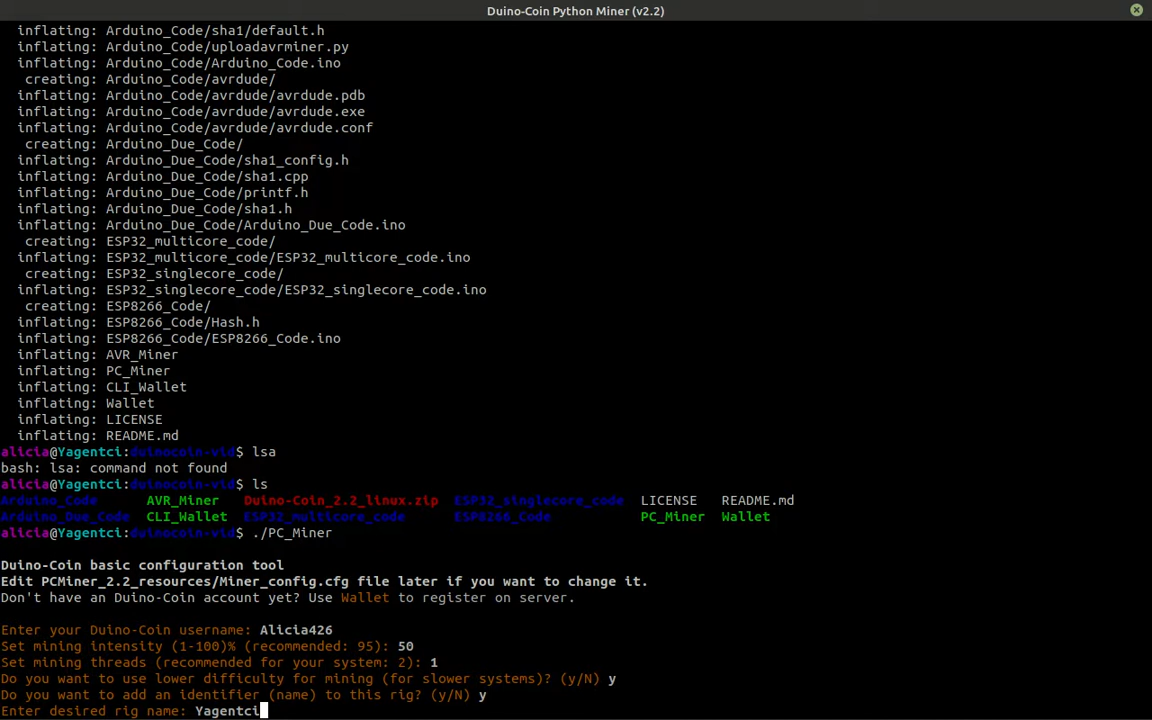 Duino-Coin Python Miner (v2.2)
inflating: Arduino_Code/sha1/default.h
inflating: Arduino_Code/uploadavrminer.py
inflating: Arduino_Code/Arduino_Code.ino
creating: Arduino_Code/avrdude/
inflating: Arduino_Code/avrdude/avrdude.pdb
inflating: Arduino_Code/avrdude/avrdude.exe
inflating: Arduino_Code/avrdude/avrdude.conf
creating: Arduino_Due_Code/
inflating: Arduino_Due_Code/sha1_config.h
inflating: Arduino_Due_Code/sha1.cpp
inflating: Arduino_Due_Code/printf.h
inflating: Arduino_Due_Code/sha1.h
inflating: Arduino_Due_Code/Arduino_Due_Code.ino
creating: ESP32_multicore_code/
inflating: ESP32_multicore_code/ESP32_multicore_code.ino
creating: ESP32_singlecore_code/
inflating: ESP32_singlecore_code/ESP32_singlecore_code.ino
creating: ESP8266_Code/
inflating: ESP8266_Code/Hash.h
inflating: ESP8266_Code/ESP8266_Code.ino
inflating: AVR_Miner
inflating: PC_Miner
inflating: CLI_Wallet
inflating: Wallet
inflating: LICENSE
inflating: README.md
alicia@Yagentci:duinocoin-vid$ lsa
bash: lsa: command not found
alicia@Yagentci:duinocoin-vid$ ls
Arduino_Code AVR_Miner Duino-Coin_2.2_linux.zip ESP32_singlecore_code LICENSE README.md
Arduino_Due_Code CLI_Wallet ESP32_multicore_code ESP8266_Code PC_Miner Wallet
alicia@Yagentci:duinocoin-vid$ ./PC_Miner
Duino-Coin basic configuration tool
Edit PCMiner_2.2_resources/Miner_config.cfg file later if you want to change it.
Don't have an Duino-Coin account yet? Use Wallet to register on server.
Enter your Duino-Coin username: Alicia426
Set mining intensity (1-100)% (recommended: 95): 50
Set mining threads (recommended for your system: 2): 1
Do you want to use lower difficulty for mining (for slower systems)? (y/N) y
Do you want to add an identifier (name) to this rig? (y/N) y
Enter desired rig name: Yagentci